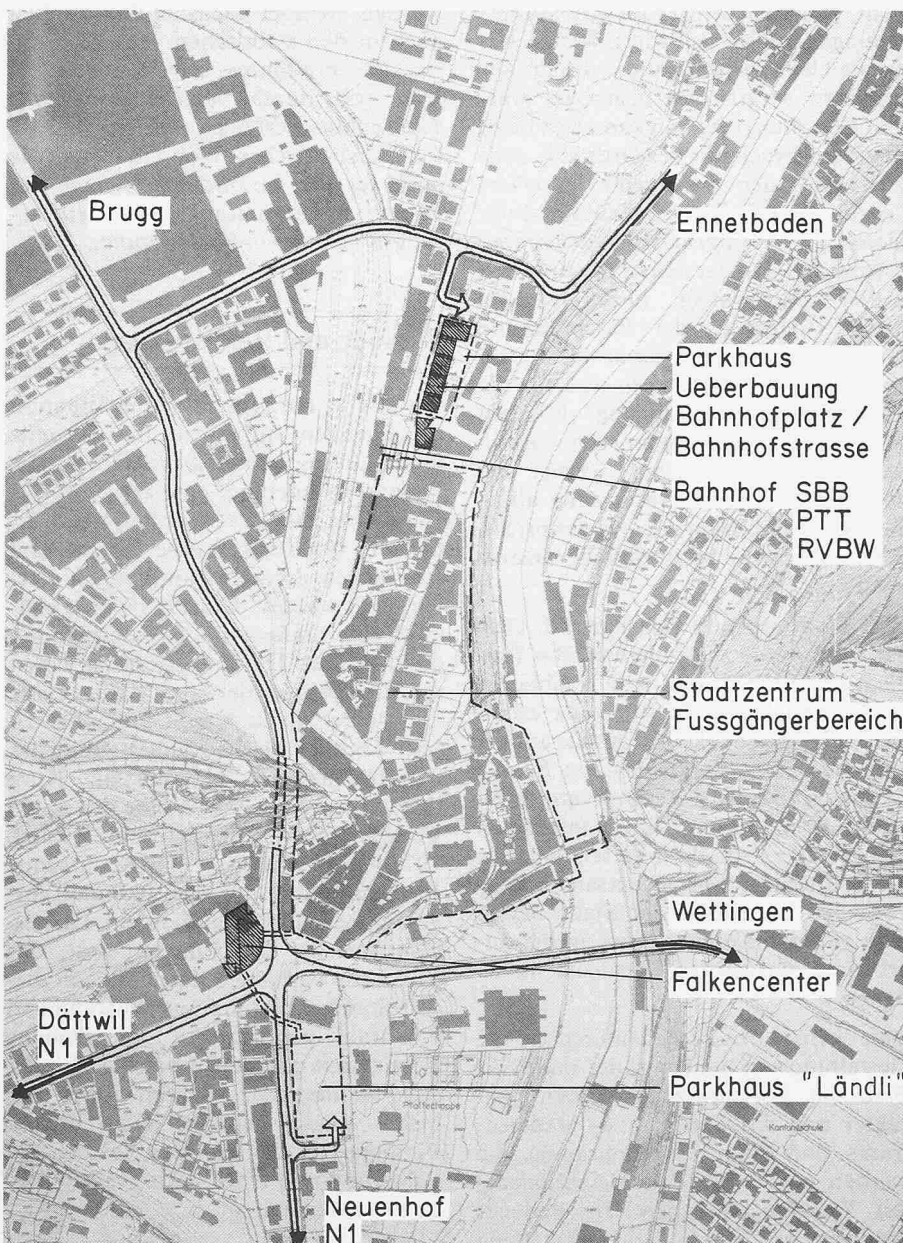 Brugg
Ennetbaden
Parkhaus
Ueberbauung
Bahnhofplatz /
Bahnhofstrasse
Bahnhof SBB
PTT
RVBW
Stadtzentrum
Fussgängerbereich
Wettingen
Falkencenter
Dättwil
N1
Parkhaus "Ländli"
Kantonsschule
Neuenhof
N1